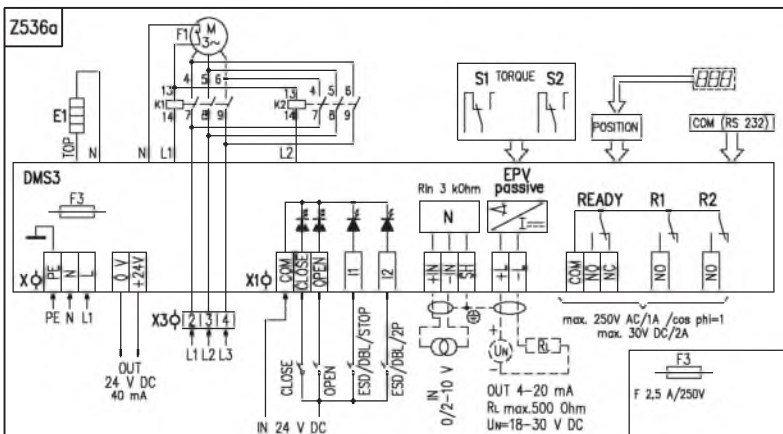 Z536a
F1 M 3~
S1 TORQUE S2
4 5 6
13 K1 14 7 8 9
13 K2 14 4 5 6 7 8 9
E1
TOP N N L1 L2
POSITION
COM (RS 232)
DMS3
F3
Rin 3 kOhm
N
EPV
passive
READY R1 R2
X PE N L
0 V +24V
X1 COM CLOSE OPEN I1 I2
+IN -IN SH
+L -L
COM NO NC NO NO
PE N L1
X3 2 3 4
L1 L2 L3
OUT
24 V DC
40 mA
CLOSE
OPEN
ESD/DBL/STOP
ESD/DBL/2P
IN 24 V DC
IN
0/2-10 V
+ UN - RL
OUT 4-20 mA
RL max.500 Ohm
UN=18-30 V DC
max. 250V AC/1A /cos phi=1
max. 30V DC/2A
F3
F 2,5 A/250V